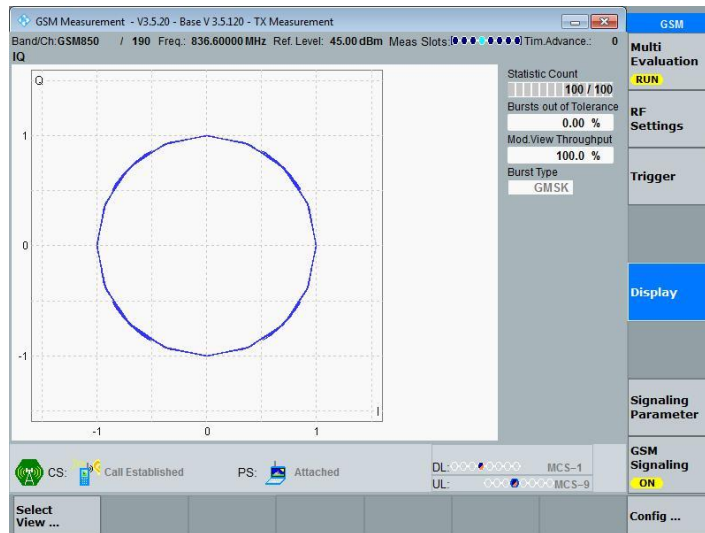 GSM Measurement - V3.5.20 - Base V 3.5.120 - TX Measurement
GSM
Band/Ch: GSM850 / 190 Freq.: 836.60000 MHz Ref. Level: 45.00 dBm Meas Slots: Tim.Advance.: 0
IQ
Multi
Evaluation
RUN
Q
Statistic Count
100 / 100
Bursts out of Tolerance
0.00 %
Mod.View Throughput
100.0 %
Burst Type
GMSK
RF
Settings
Trigger
1
0
-1
I
-1 0 1
Display
Signaling
Parameter
CS: Call Established PS: Attached
DL: MCS-1
UL: MCS-9
GSM
Signaling
ON
Select
View ...
Config ...